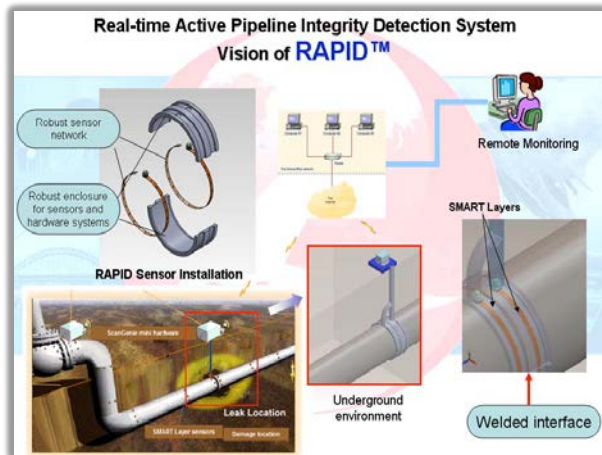 Real-time Active Pipeline Integrity Detection System
Vision of RAPID™
Robust sensor
network
Robust enclosure
for sensors and
hardware systems
RAPID Sensor Installation
Remote Monitoring
SMART Layers
ScanGenie mini hardware
Leak Location
SMART Layer sensors
Damage location
Underground
environment
Welded interface